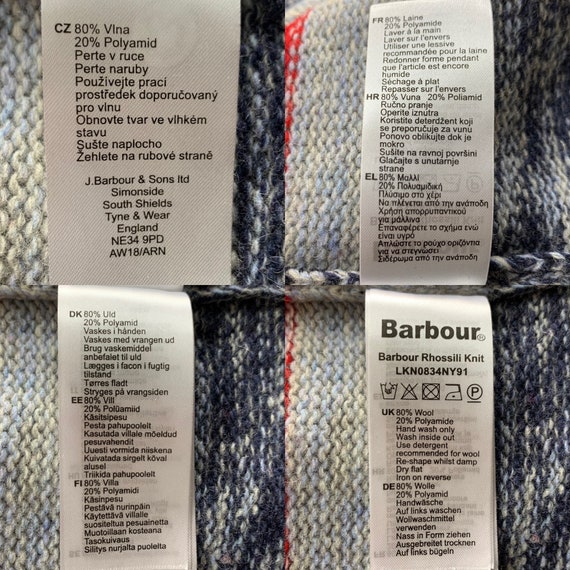 CZ 80% Vlna
20% Polyamid
Perte v ruce
Perte naruby
Používejte prací
prostředek doporučovaný
pro vlnu
Obnovte tvar ve vlhkém
stavu
Sušte naplocho
Žehlete na rubové straně
J.Barbour & Sons ltd
Simonside
South Shields
Tyne & Wear
England
NE34 9PD
AW18/ARN
FR 80% Laine
20% Polyamide
Laver à la main
Laver sur l'envers
Utiliser une lessive
recommandée pour la laine
Redonner forme pendant
que l'article est encore
humide
Séchage à plat
Repasser sur l'envers
HR 80% Vuna 20% Poliamid
Ručno pranje
Operite iznutra
Koristite deterdžent koji
se preporučuje za vunu
Ponovo oblikujte dok je
mokro
Sušite na ravnoj površini
Glačajte s unutarnje
strane
EL 80% Μαλλί
20% Πολυαμιδική
Πλύσιμο στο χέρι
Να πλένεται από την ανάποδη
Χρήση απορρυπαντικού
για μάλλινα
Επαναφέρετε το σχήμα ενώ
είναι υγρό
Απλώστε το ρούχο οριζόντια
για να στεγνώσει
Σιδέρωμα από την ανάποδη
DK 80% Uld
20% Polyamid
Vaskes i hånden
Vaskes med vrangen ud
Brug vaskemiddel
anbefalet til uld
Lægges i facon i fugtig
tilstand
Tørres fladt
Stryges på vrangsiden
EE 80% Vill
20% Polüamiid
Käsitsipesu
Pesta pahupidi
Kasutada villale mõeldud
pesuvahendit
Uuesti vormida niiskena
Kuivatada sirgelt kõval
alusel
Triikida pahupoolelt
FI 80% Villa
20% Polyamidi
Käsinpesu
Pestävä nurinpäin
Käytettävä villalle
suositeltua pesuainetta
Muotoillaan kosteana
Tasokuivaus
Silitys nurjalta puolelta
Barbour®
Barbour Rhossili Knit
LKN0834NY91
UK 80% Wool
20% Polyamide
Hand wash only
Wash inside out
Use detergent
recommended for wool
Re-shape whilst damp
Dry flat
Iron on reverse
DE 80% Wolle
20% Polyamid
Handwäsche
Auf links waschen
Wollwaschmittel
verwenden
Nass in Form ziehen
Ausgebreitet trocknen
Auf links bügeln